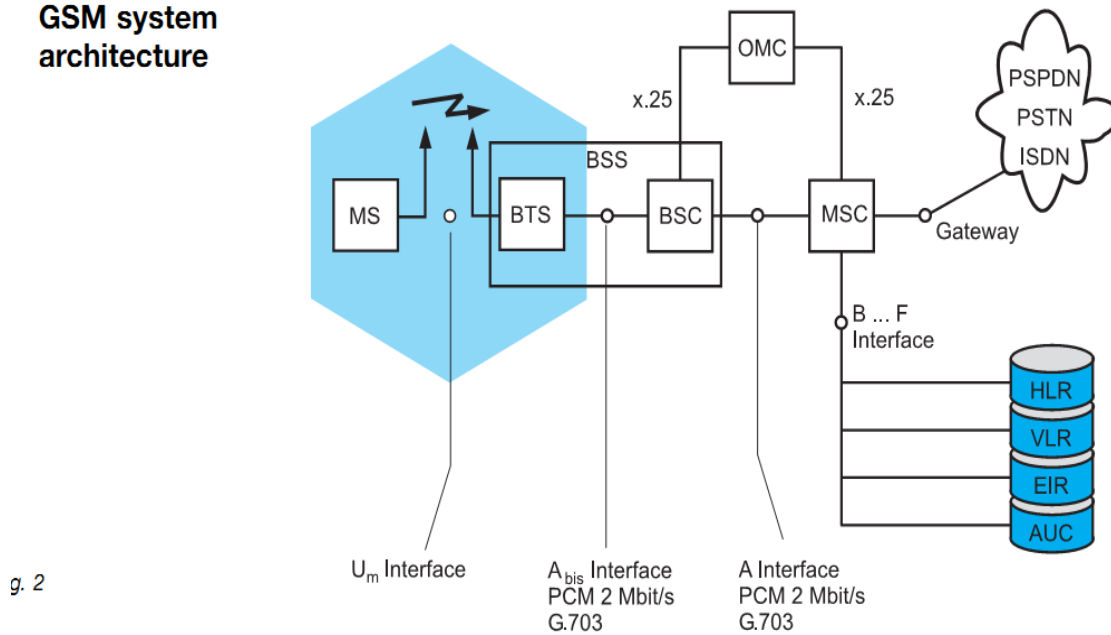 GSM system
architecture
OMC
x.25
x.25
PSPDN
PSTN
ISDN
BSS
MS
BTS
BSC
MSC
Gateway
B ... F
Interface
HLR
VLR
EIR
AUC
Um Interface
Abis Interface
PCM 2 Mbit/s
G.703
A Interface
PCM 2 Mbit/s
G.703
g. 2